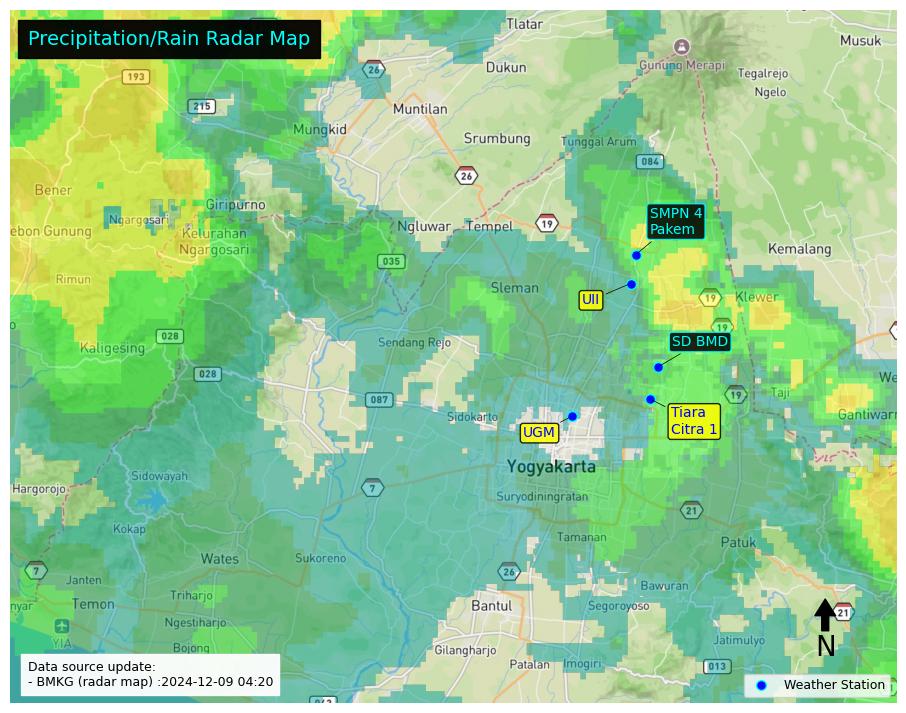 Precipitation/Rain Radar Map
Tlatar
Musuk
Gunung Merapi
26
Dukun
Tegalrejo
193
Ngelo
215
Muntilan
Mungkid
Srumbung
Tunggal Arum
084
26
Bener
Giripurno
SMPN 4
Pakem
Ngargosari
Ngluwar
Tempel
19
ebon Gunung
Kelurahan
Ngargosari
Kemalang
035
Rimun
Sleman
UII
19
Klewer
19
028
Kaligesing
Sendang Rejo
SD BMD
028
We
087
19
Taji
Sidokarto
Tiara
Citra 1
Gantiwarn
UGM
Yogyakarta
Sidowayah
Hargorojo
7
Suryodiningratan
21
Kokap
Tamanan
Patuk
Wates
Sukoreno
7
26
Janten
Bawuran
Triharjo
nyar
Temon
Bantul
Segoroyoso
21
Ngestiharjo
YIA
Jatimulyo
N
Bojong
Gilangharjo
Patalan
Imogiri
013
Data source update:
- BMKG (radar map) :2024-12-09 04:20
Weather Station